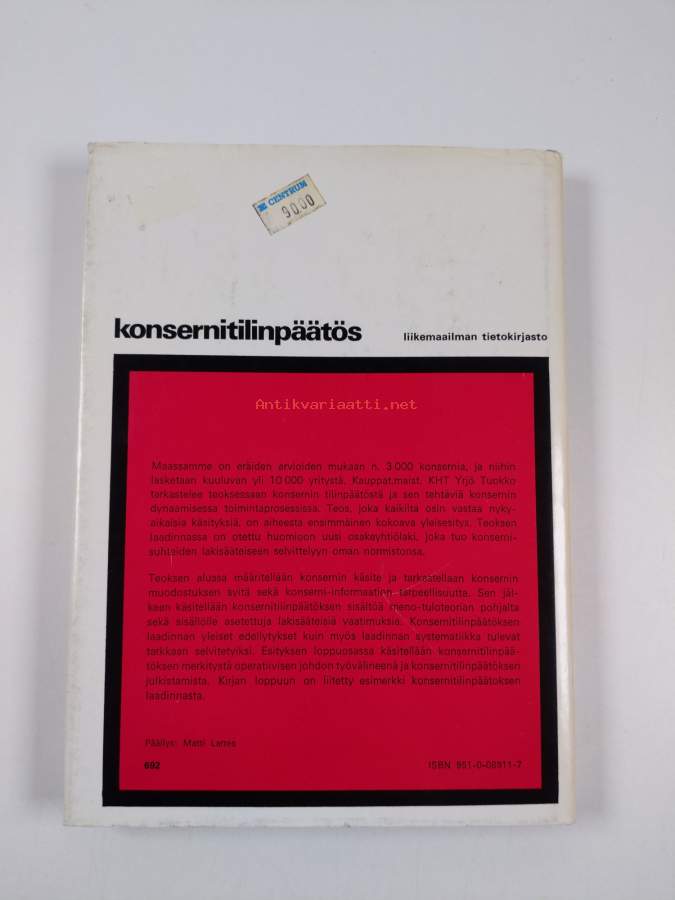 CENTRUM
90.00
konsernitilinpäätös
liikemaailman tietokirjasto
Antikvariaatti.net
Maassamme on eräiden arvioiden mukaan n. 3 000 konsernia, ja niihin
lasketaan kuuluvan yli 10 000 yritystä. Kauppat.maist. KHT Yrjö Tuokko
tarkastelee teoksessaan konsernin tilinpäätöstä ja sen tehtäviä konsernin
dynaamisessa toimintaprosessissa. Teos, joka kaikilta osin vastaa nyky-
aikaisia käsityksiä, on aiheesta ensimmäinen kokoava yleisesitys. Teoksen
laadinnassa on otettu huomioon uusi osakeyhtiölaki, joka tuo konserni-
suhteiden lakisääteiseen selvittelyyn oman normistonsa.
Teoksen alussa määritellään konsernin käsite ja tarkastellaan konsernin
muodostuksen syitä sekä konserni-informaation tarpeellisuutta. Sen jäl-
keen käsitellään konsernitilinpäätöksen sisältöä meno-tuloteorian pohjalta
sekä sisällölle asetettuja lakisääteisiä vaatimuksia. Konsernitilinpäätöksen
laadinnan yleiset edellytykset kuin myös laadinnan systematiikka tulevat
tarkkaan selvitetyiksi. Esityksen loppuosassa käsitellään konsernitilinpää-
töksen merkitystä operatiivisen johdon työvälineenä ja konsernitilinpäätöksen
julkistamista. Kirjan loppuun on liitetty esimerkki konsernitilinpäätöksen
laadinnasta.
Päällys: Matti Larres
692
ISBN 951-0-08911-7